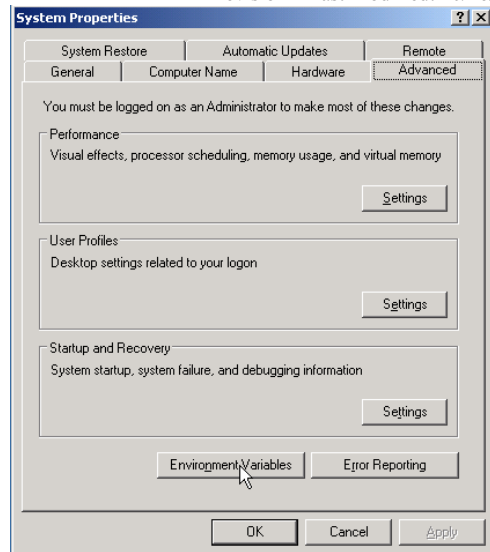 System Properties
System Restore Automatic Updates Remote
General Computer Name Hardware Advanced
You must be logged on as an Administrator to make most of these changes.
Performance
Visual effects, processor scheduling, memory usage, and virtual memory
Settings
User Profiles
Desktop settings related to your logon
Settings
Startup and Recovery
System startup, system failure, and debugging information
Settings
Environment Variables Error Reporting
OK Cancel Apply